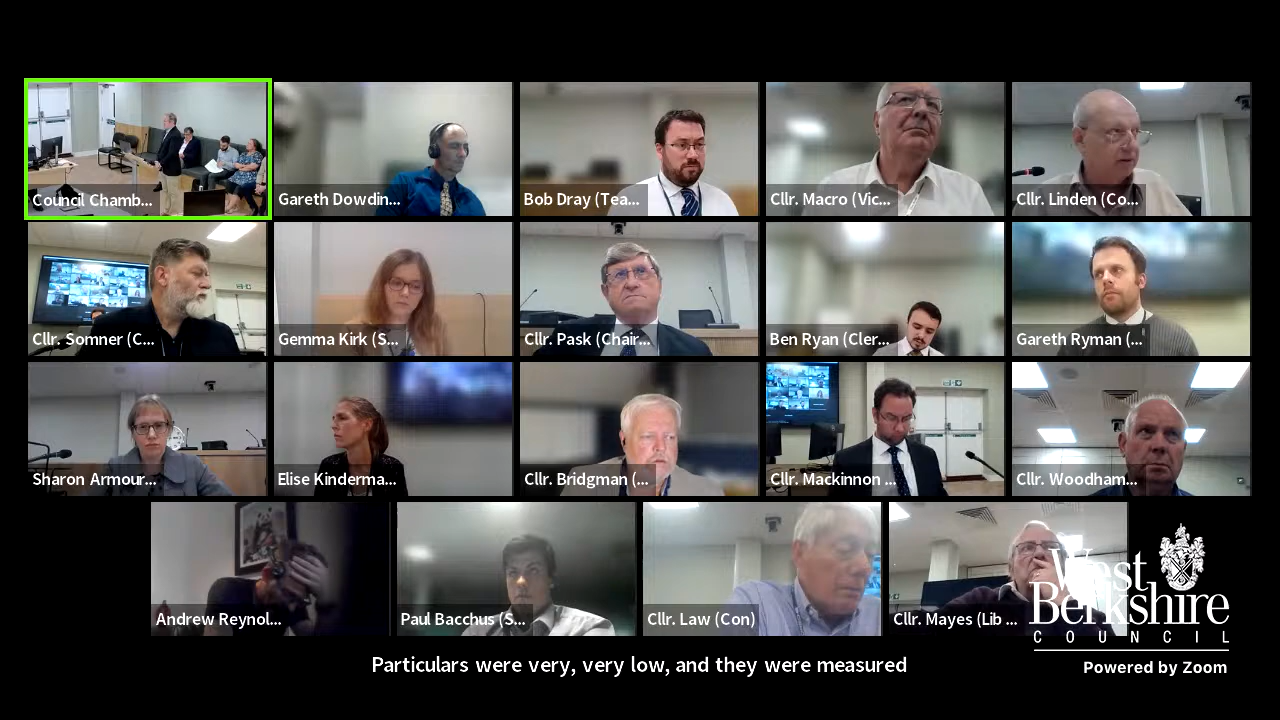 Council Chamb...
Gareth Dowdin...
Bob Dray (Tea...
Cllr. Macro (Vic...
Cllr. Linden (Co...
Cllr. Somner (C...
Gemma Kirk (S...
Cllr. Pask (Chair...
Ben Ryan (Cler...
Gareth Ryman (...
Sharon Armour...
Elise Kinderma...
Cllr. Bridgman (...
Cllr. Mackinnon ...
Cllr. Woodham...
Andrew Reynol...
Paul Bacchus (S...
Cllr. Law (Con)
Cllr. Mayes (Lib ...
West
Berkshire
COUNCIL
Powered by Zoom
Particulars were very, very low, and they were measured